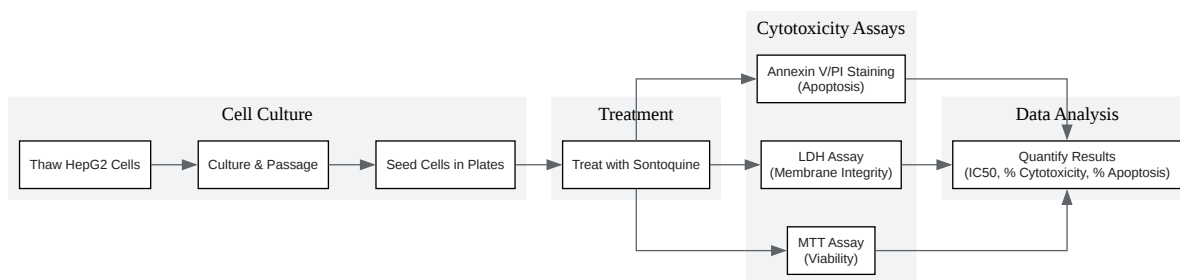 Cell Culture
Thaw HepG2 Cells
Culture & Passage
Seed Cells in Plates
Treatment
Treat with Sontoquine
Cytotoxicity Assays
Annexin V/PI Staining
(Apoptosis)
LDH Assay
(Membrane Integrity)
MTT Assay
(Viability)
Data Analysis
Quantify Results
(IC50, % Cytotoxicity, % Apoptosis)